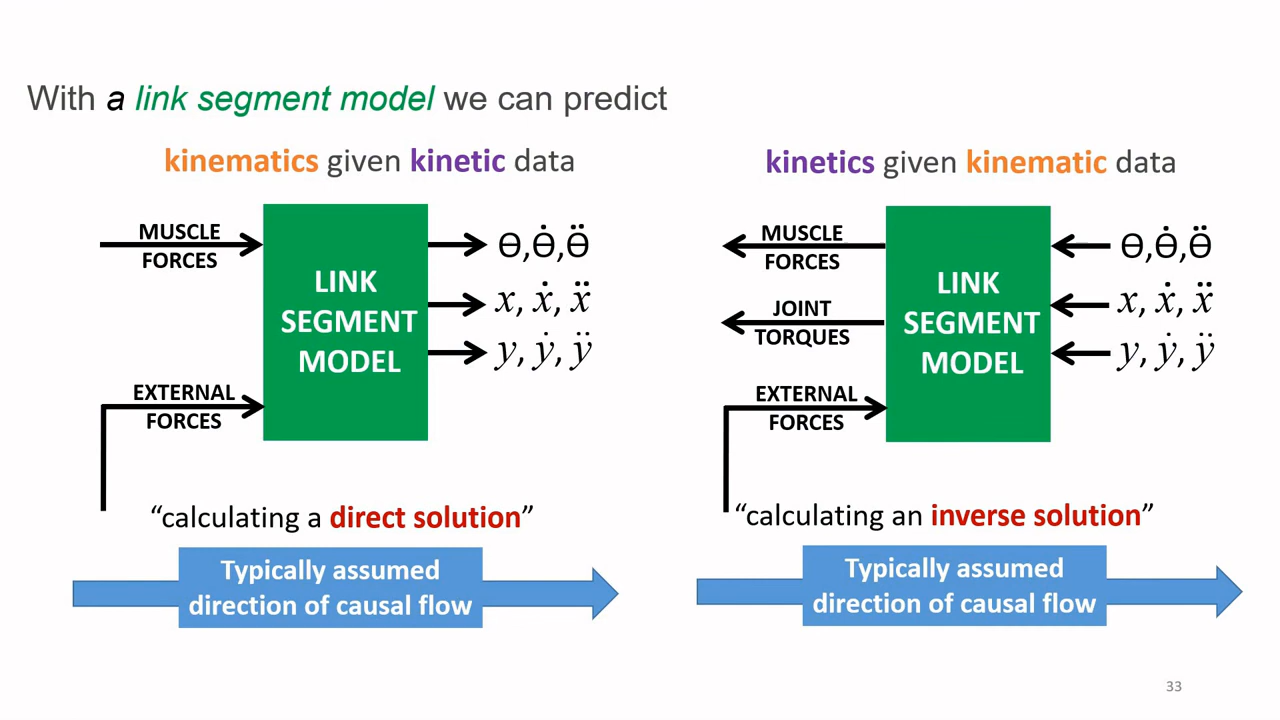 With a link segment model we can predict
kinematics given kinetic data
MUSCLE
FORCES
LINK
SEGMENT
MODEL
ϴ,ϴ̇,ϴ̈
x, ẋ, ẍ
y, ẏ, ÿ
EXTERNAL
FORCES
“calculating a direct solution”
Typically assumed
direction of causal flow
kinetics given kinematic data
MUSCLE
FORCES
JOINT
TORQUES
LINK
SEGMENT
MODEL
ϴ,ϴ̇,ϴ̈
x, ẋ, ẍ
y, ẏ, ÿ
EXTERNAL
FORCES
“calculating an inverse solution”
Typically assumed
direction of causal flow
33